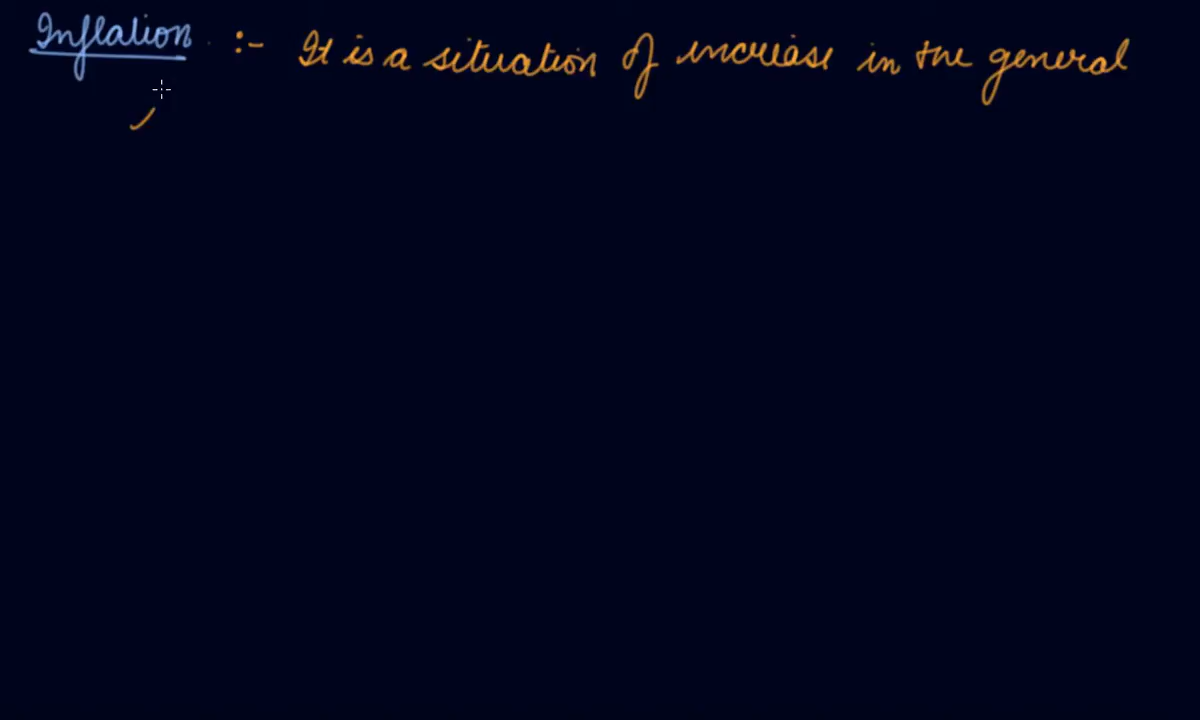 Inflation :- It is a situation of increase in the general